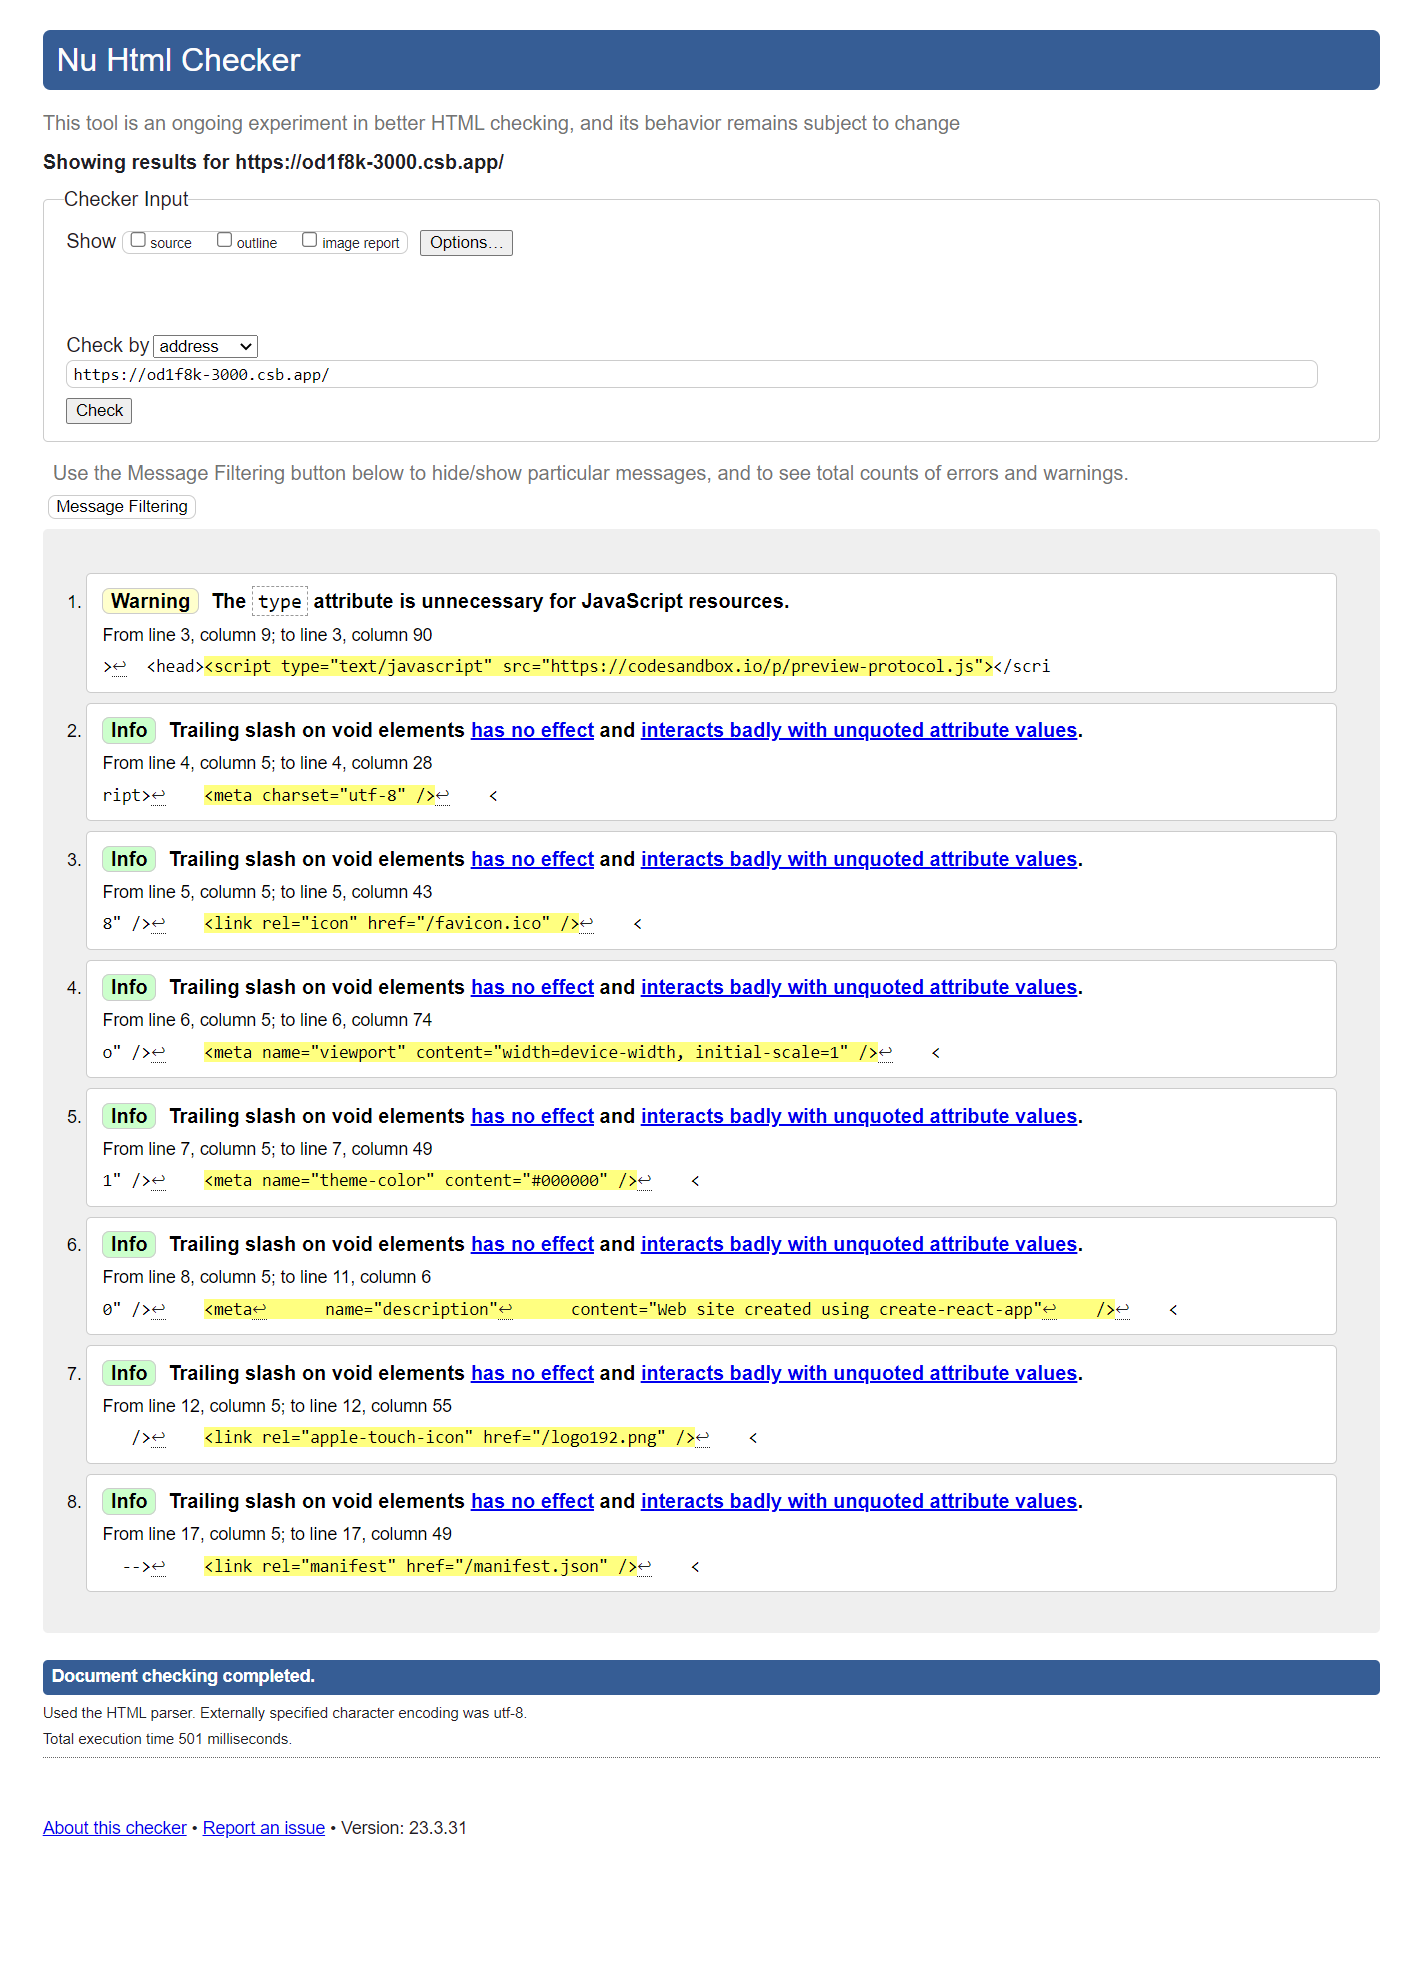 Nu Html Checker
This tool is an ongoing experiment in better HTML checking, and its behavior remains subject to change
Showing results for https://od1f8k-3000.csb.app/
Checker Input
Show source outline image report Options...
Check by address
https://od1f8k-3000.csb.app/
Check
Use the Message Filtering button below to hide/show particular messages, and to see total counts of errors and warnings.
Message Filtering
1. Warning The type attribute is unnecessary for JavaScript resources.
From line 3, column 9; to line 3, column 90
>↩  <head><script type="text/javascript" src="https://codesandbox.io/p/preview-protocol.js"></scri
2. Info Trailing slash on void elements has no effect and interacts badly with unquoted attribute values.
From line 4, column 5; to line 4, column 28
ript>↩    <meta charset="utf-8" />↩    <
3. Info Trailing slash on void elements has no effect and interacts badly with unquoted attribute values.
From line 5, column 5; to line 5, column 43
8" />↩    <link rel="icon" href="/favicon.ico" />↩    <
4. Info Trailing slash on void elements has no effect and interacts badly with unquoted attribute values.
From line 6, column 5; to line 6, column 74
o" />↩    <meta name="viewport" content="width=device-width, initial-scale=1" />↩    <
5. Info Trailing slash on void elements has no effect and interacts badly with unquoted attribute values.
From line 7, column 5; to line 7, column 49
1" />↩    <meta name="theme-color" content="#000000" />↩    <
6. Info Trailing slash on void elements has no effect and interacts badly with unquoted attribute values.
From line 8, column 5; to line 11, column 6
0" />↩    <meta↩      name="description"↩      content="Web site created using create-react-app"↩    />↩    <
7. Info Trailing slash on void elements has no effect and interacts badly with unquoted attribute values.
From line 12, column 5; to line 12, column 55
/>↩    <link rel="apple-touch-icon" href="/logo192.png" />↩    <
8. Info Trailing slash on void elements has no effect and interacts badly with unquoted attribute values.
From line 17, column 5; to line 17, column 49
-->↩    <link rel="manifest" href="/manifest.json" />↩    <
Document checking completed.
Used the HTML parser. Externally specified character encoding was utf-8.
Total execution time 501 milliseconds.
About this checker • Report an issue • Version: 23.3.31